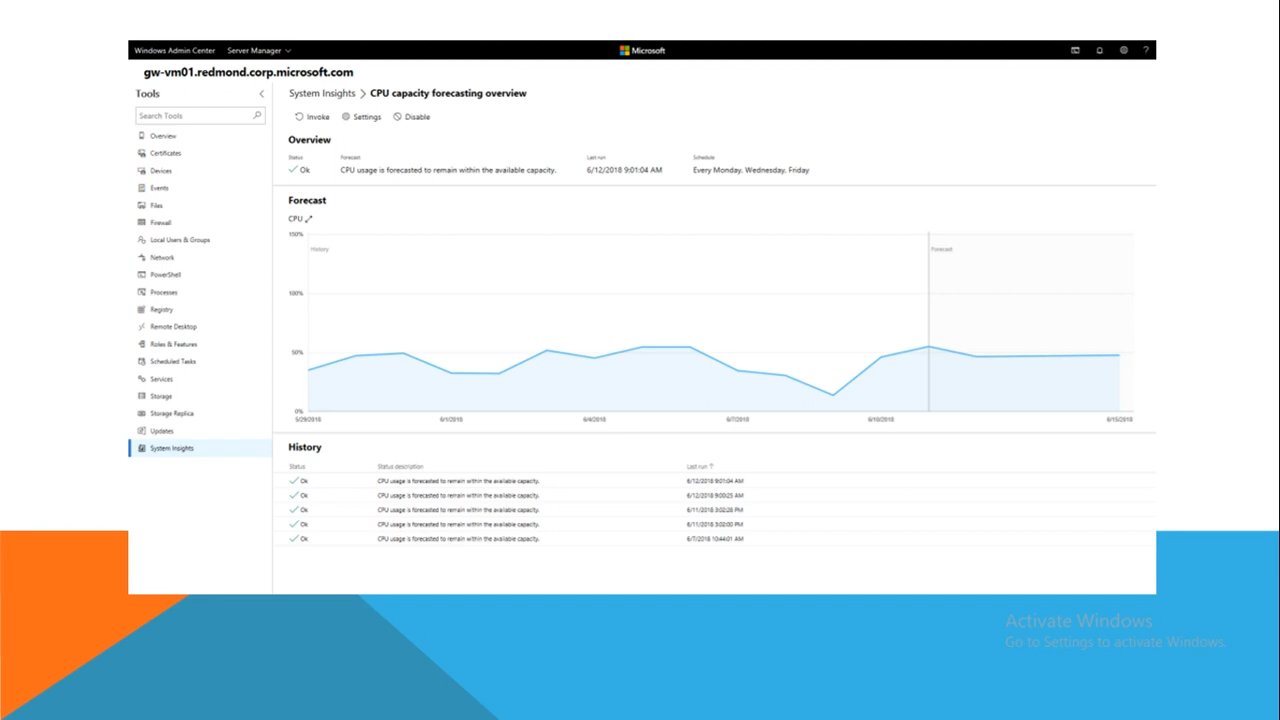 Windows Admin Center Server Manager Microsoft ?
gw-vm01.redmond.corp.microsoft.com
Tools
Search Tools
Overview
Certificates
Devices
Events
Files
Firewall
Local Users & Groups
Network
PowerShell
Processes
Registry
Remote Desktop
Roles & Features
Scheduled Tasks
Services
Storage
Storage Replica
Updates
System Insights
System Insights > CPU capacity forecasting overview
Invoke Settings Disable
Overview
Status Forecast Last run Schedule
Ok CPU usage is forecasted to remain within the available capacity. 6/12/2018 9:01:04 AM Every Monday, Wednesday, Friday
Forecast
CPU
150%
History Forecast
100%
50%
0%
5/29/2018 6/1/2018 6/4/2018 6/7/2018 6/10/2018 6/15/2018
History
Status Status description Last run ↑
Ok CPU usage is forecasted to remain within the available capacity. 6/12/2018 9:01:04 AM
Ok CPU usage is forecasted to remain within the available capacity. 6/12/2018 9:00:25 AM
Ok CPU usage is forecasted to remain within the available capacity. 6/11/2018 3:02:28 PM
Ok CPU usage is forecasted to remain within the available capacity. 6/11/2018 3:02:00 PM
Ok CPU usage is forecasted to remain within the available capacity. 6/7/2018 10:44:01 AM
Activate Windows
Go to Settings to activate Windows.